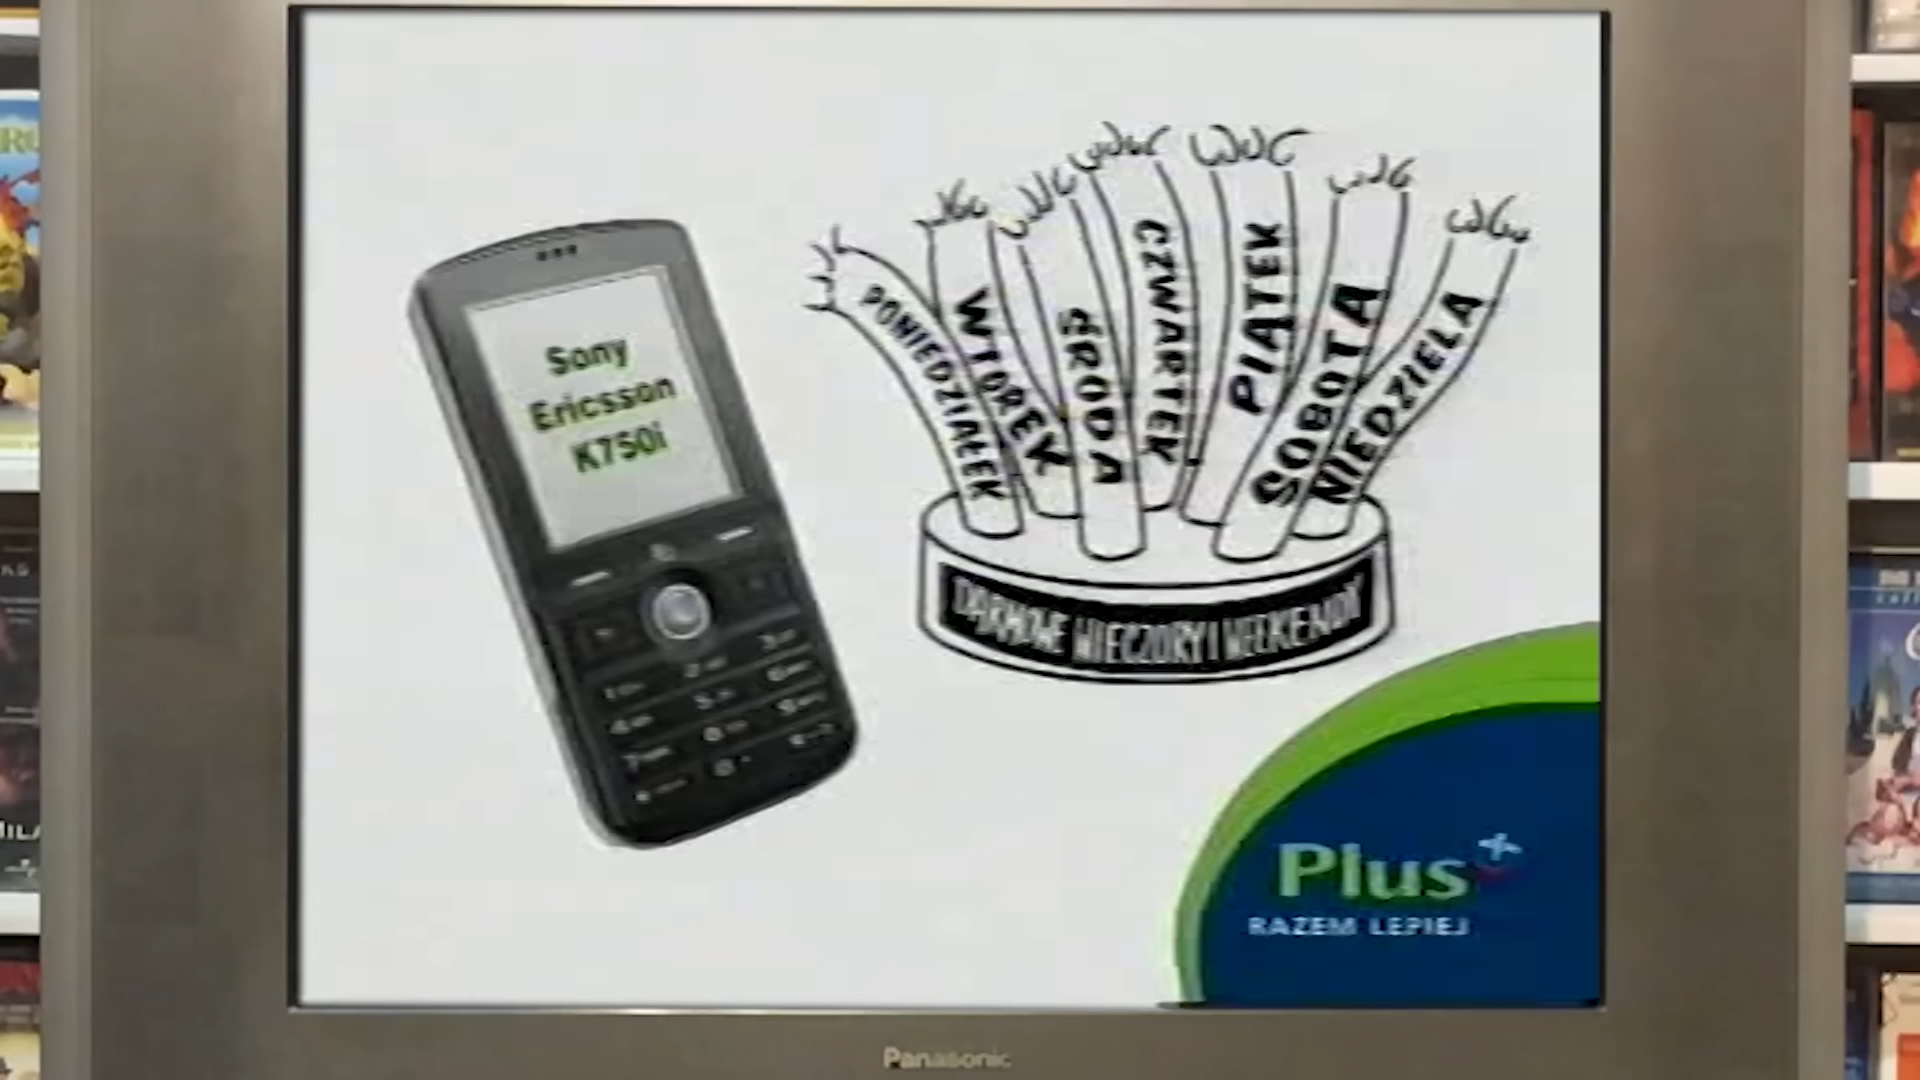 Sony
Ericsson
K750i
PONIEDZIAŁEK
WTOREK
ŚRODA
CZWARTEK
PIĄTEK
SOBOTA
NIEDZIELA
DARMOWE WIECZORY I WEEKENDY
Plus
RAZEM LEPIEJ
Panasonic